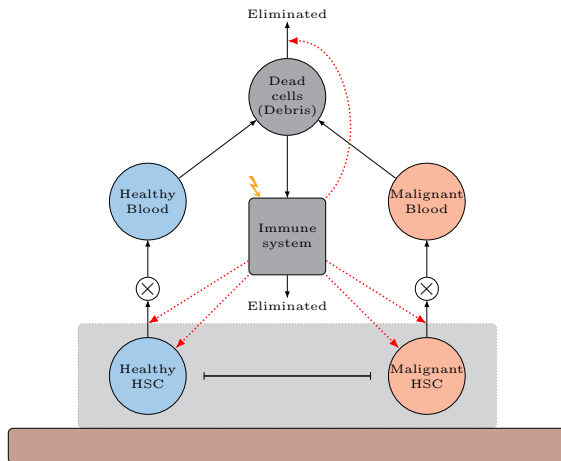 Eliminated
Dead
cells
(Debris)
Healthy
Blood
Malignant
Blood
Immune
system
Eliminated
Healthy
HSC
Malignant
HSC